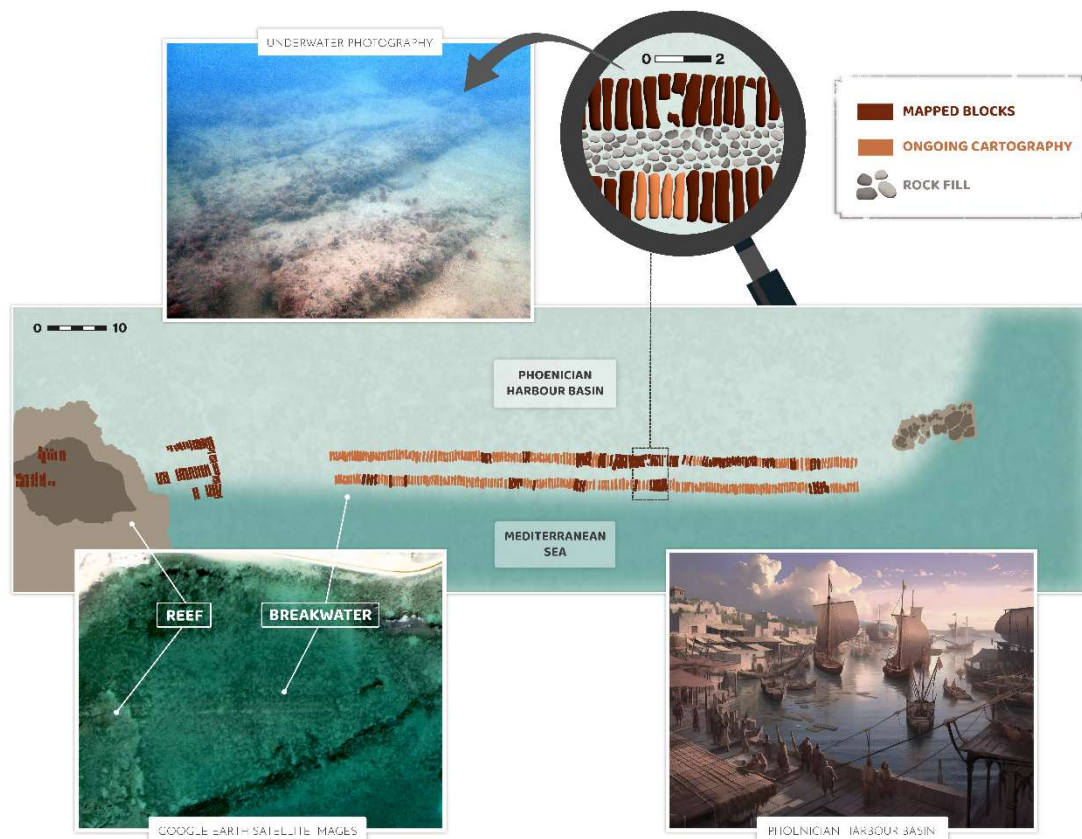 UNDERWATER PHOTOGRAPHY
0 2
MAPPED BLOCKS
ONGOING CARTOGRAPHY
ROCK FILL
0 10
PHOENICIAN
HARBOUR BASIN
MEDITERRANEAN
SEA
REEF
BREAKWATER
GOOGLE EARTH SATELLITE IMAGES
PHOENICIAN HARBOUR BASIN